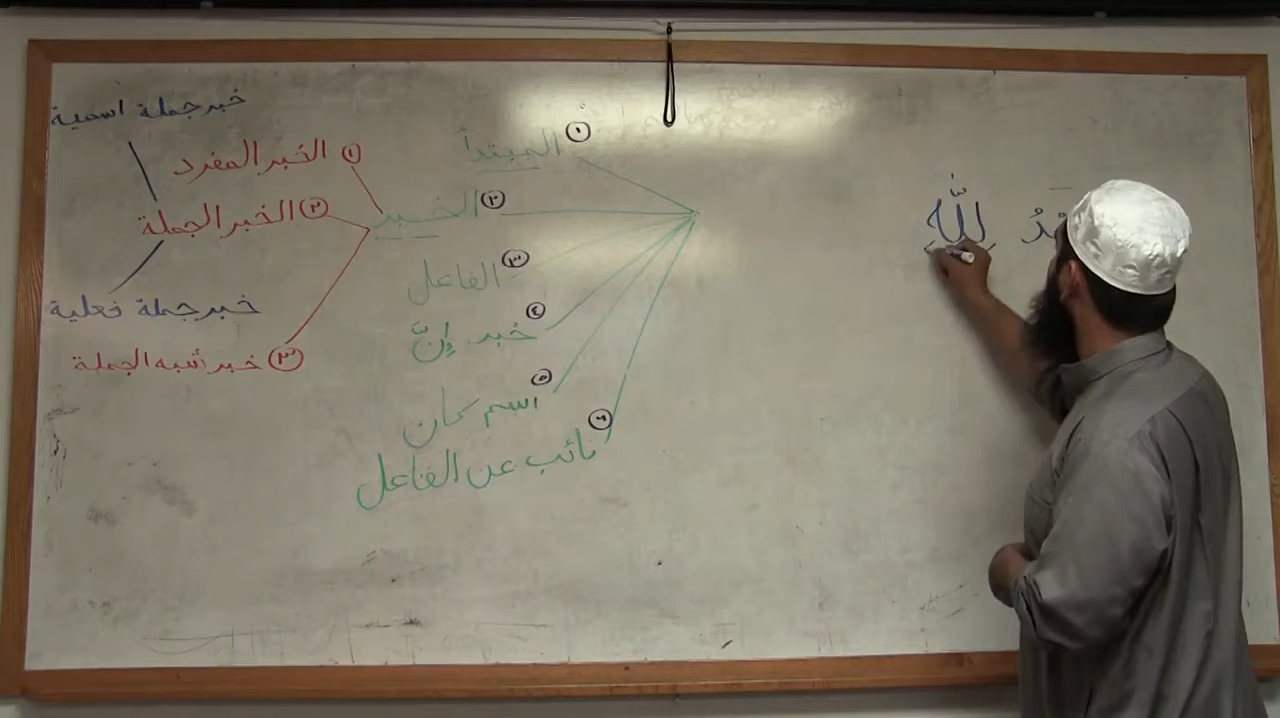 ـمْدُ لِلّٰهِ
١ المبتدأ
٢ الخبر
٣ الفاعل
٤ خبر إنّ
٥ اسم كان
٦ نائب عن الفاعل
١ الخبر المفرد
٢ الخبر الجملة
٣ خبر شبه الجملة
خبر جملة اسمية
خبر جملة فعلية